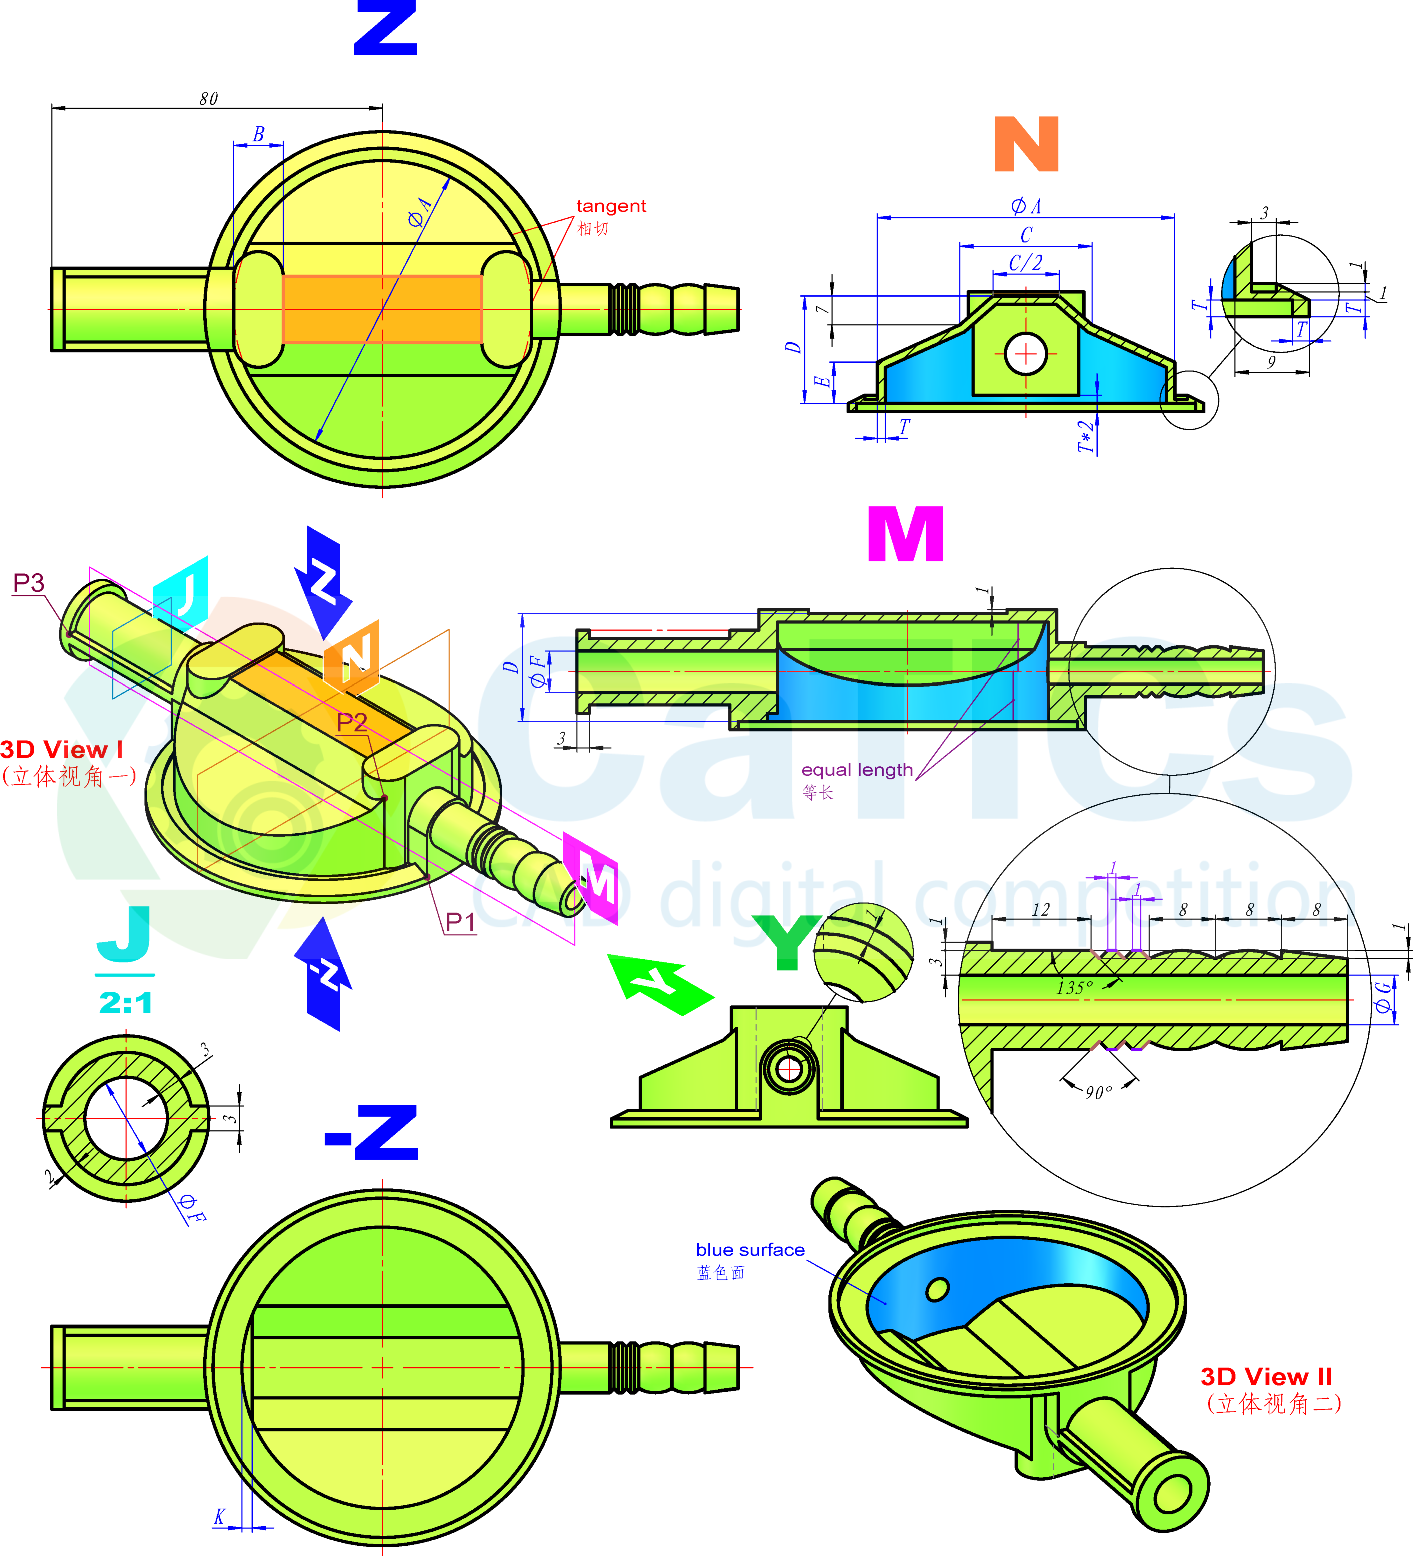 Z
80
B
ΦA
tangent
相切
N
ΦA
C
C/2
7
D
E
T
T*2
3
1
1
T
T
T
9
M
1
D
ΦF
3
equal length
等长
P3
J
Z
N
P2
3D View I
(立体视角一)
M
P1
-Z
CaTICs
CAD digital competition
Y
Y
1
J
2:1
3
3
2
ΦF
1
3
12
1
1
8
8
8
1
135°
90°
ΦG
-Z
K
blue surface
蓝色面
3D View II
(立体视角二)